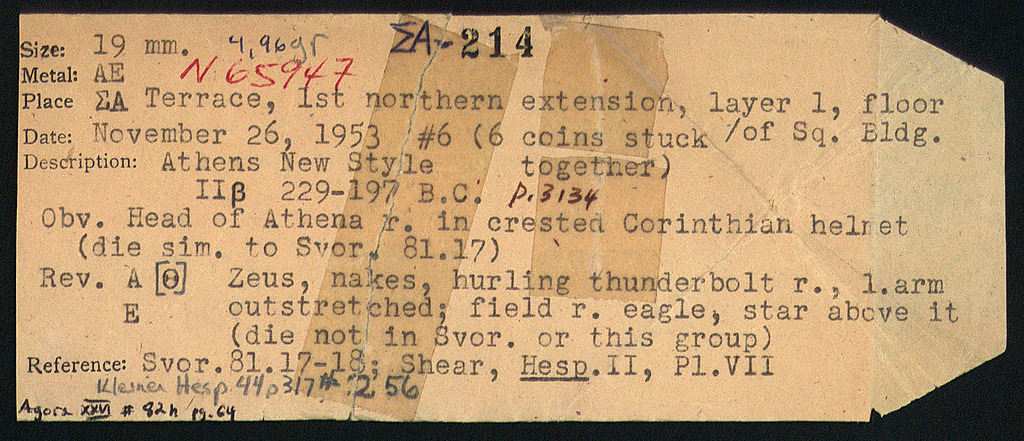 Size: 19 mm. 4,96gr ΣΑ-214
Metal: AE N 65947
Place ΣΑ Terrace, 1st northern extension, layer 1, floor
Date: November 26, 1953 #6 (6 coins stuck /of Sq. Bldg.
Description: Athens New Style together)
IIβ 229-197 B.C. p.3134
Obv. Head of Athena r. in crested Corinthian helmet
(die sim. to Svor. 81.17)
Rev. A [Θ] Zeus, nakes, hurling thunderbolt r., l.arm
E outstretched; field r. eagle, star above it
(die not in Svor. or this group)
Reference: Svor.81.17-18; Shear, Hesp.II, Pl.VII
Kleiner Hesp. 44 p317 # 256
Agora XXVI # 82h pg. 64